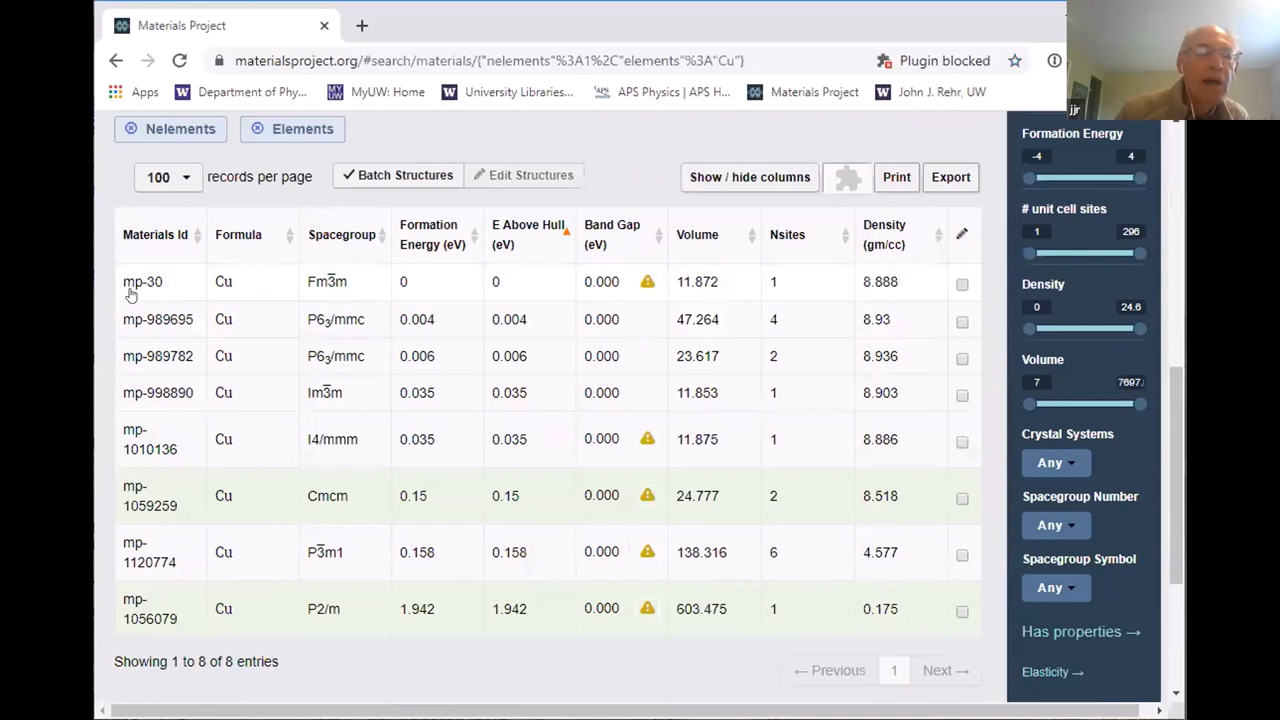 Materials Project
materialsproject.org/#search/materials/{"nelements"%3A1%2C"elements"%3A"Cu"}
Plugin blocked
Apps
Department of Phy...
MyUW: Home
University Libraries...
APS Physics | APS H...
Materials Project
John J. Rehr, UW
jjr
Nelements
Elements
100 records per page
Batch Structures
Edit Structures
Show / hide columns
Print
Export
Materials Id Formula Spacegroup Formation Energy (eV) E Above Hull (eV) Band Gap (eV) Volume Nsites Density (gm/cc)
mp-30 Cu Fm3̅m 0 0 0.000 11.872 1 8.888
mp-989695 Cu P6₃/mmc 0.004 0.004 0.000 47.264 4 8.93
mp-989782 Cu P6₃/mmc 0.006 0.006 0.000 23.617 2 8.936
mp-998890 Cu Im3̅m 0.035 0.035 0.000 11.853 1 8.903
mp-1010136 Cu I4/mmm 0.035 0.035 0.000 11.875 1 8.886
mp-1059259 Cu Cmcm 0.15 0.15 0.000 24.777 2 8.518
mp-1120774 Cu P3̅m1 0.158 0.158 0.000 138.316 6 4.577
mp-1056079 Cu P2/m 1.942 1.942 0.000 603.475 1 0.175
Showing 1 to 8 of 8 entries
← Previous 1 Next →
Formation Energy
-4 4
# unit cell sites
1 296
Density
0 24.6
Volume
7 7697.
Crystal Systems
Any
Spacegroup Number
Any
Spacegroup Symbol
Any
Has properties →
Elasticity →